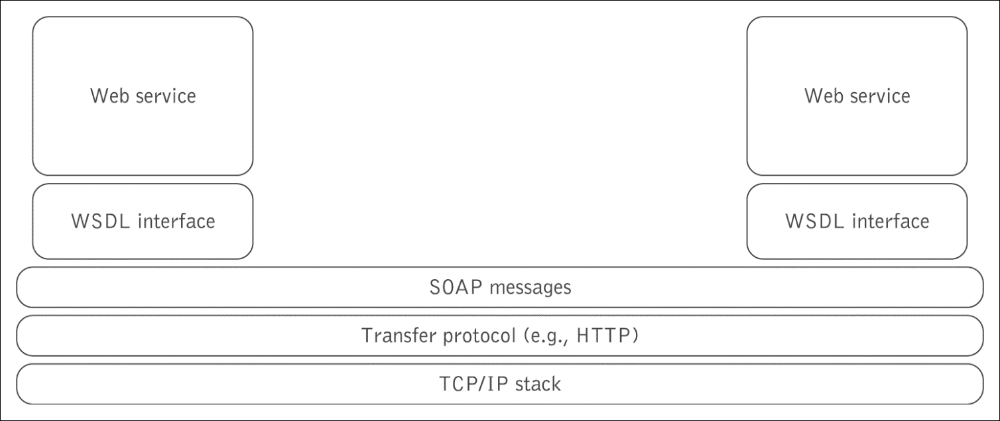 Web service
Web service
WSDL interface
WSDL interface
SOAP messages
Transfer protocol (e.g., HTTP)
TCP/IP stack